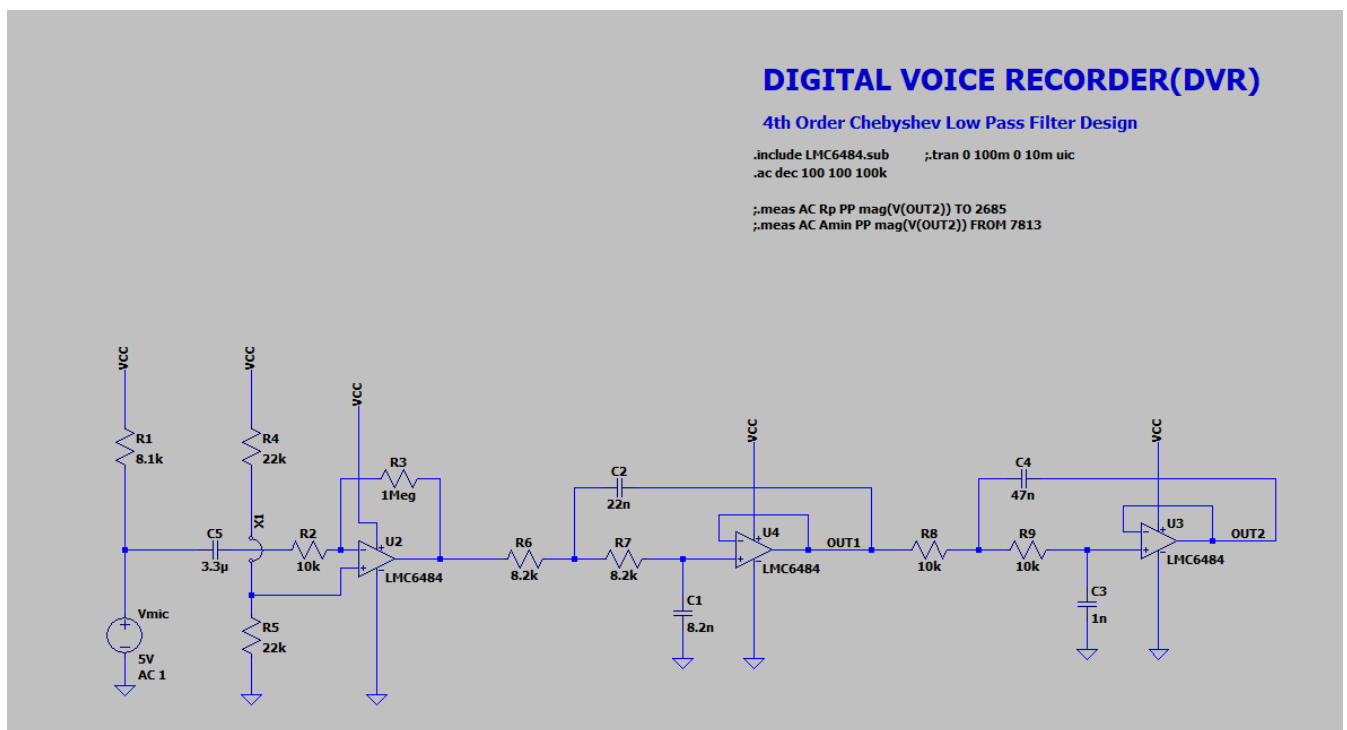 DIGITAL VOICE RECORDER(DVR)
4th Order Chebyshev Low Pass Filter Design
.include LMC6484.sub ;.tran 0 100m 0 10m uic
.ac dec 100 100 100k
;.meas AC Rp PP mag(V(OUT2)) TO 2685
;.meas AC Amin PP mag(V(OUT2)) FROM 7813
VCC
VCC
VCC
VCC
VCC
R1
8.1k
R4
22k
R3
1Meg
C2
22n
C4
47n
X1
C5
3.3µ
R2
10k
U2
LMC6484
R6
8.2k
R7
8.2k
U4
LMC6484
OUT1
R8
10k
R9
10k
U3
LMC6484
OUT2
C1
8.2n
C3
1n
Vmic
5V
AC 1
R5
22k